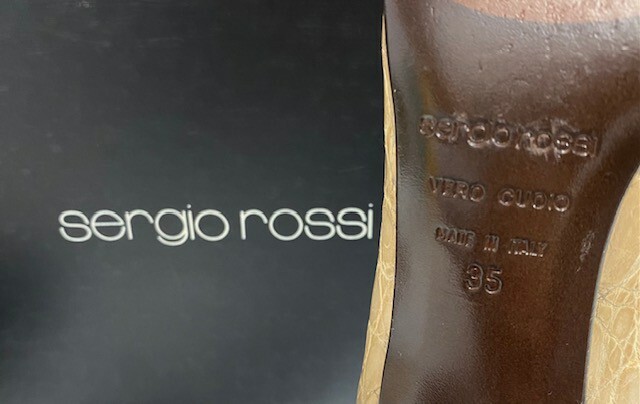 sergio rossi
sergio rossi
VERO CUOIO
MADE IN ITALY
35